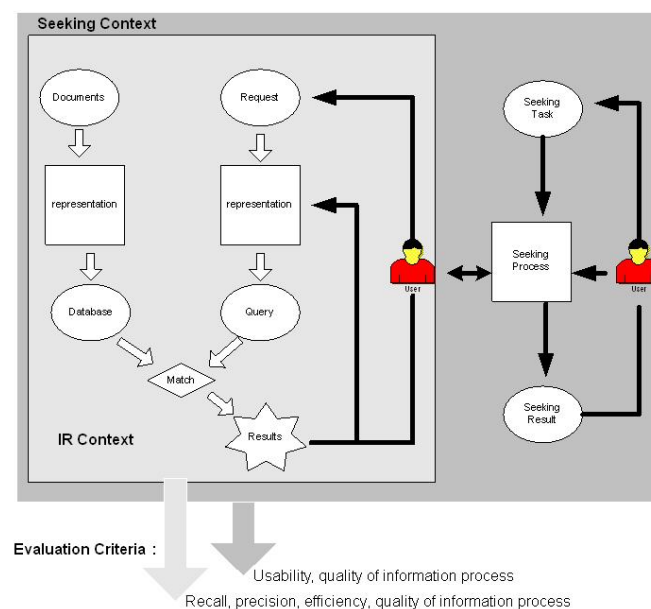 Seeking Context
Documents
Request
Seeking
Task
representation
representation
Seeking
Process
User
User
Database
Query
Match
Seeking
Result
IR Context
Results
Evaluation Criteria :
Usability, quality of information process
Recall, precision, efficiency, quality of information process